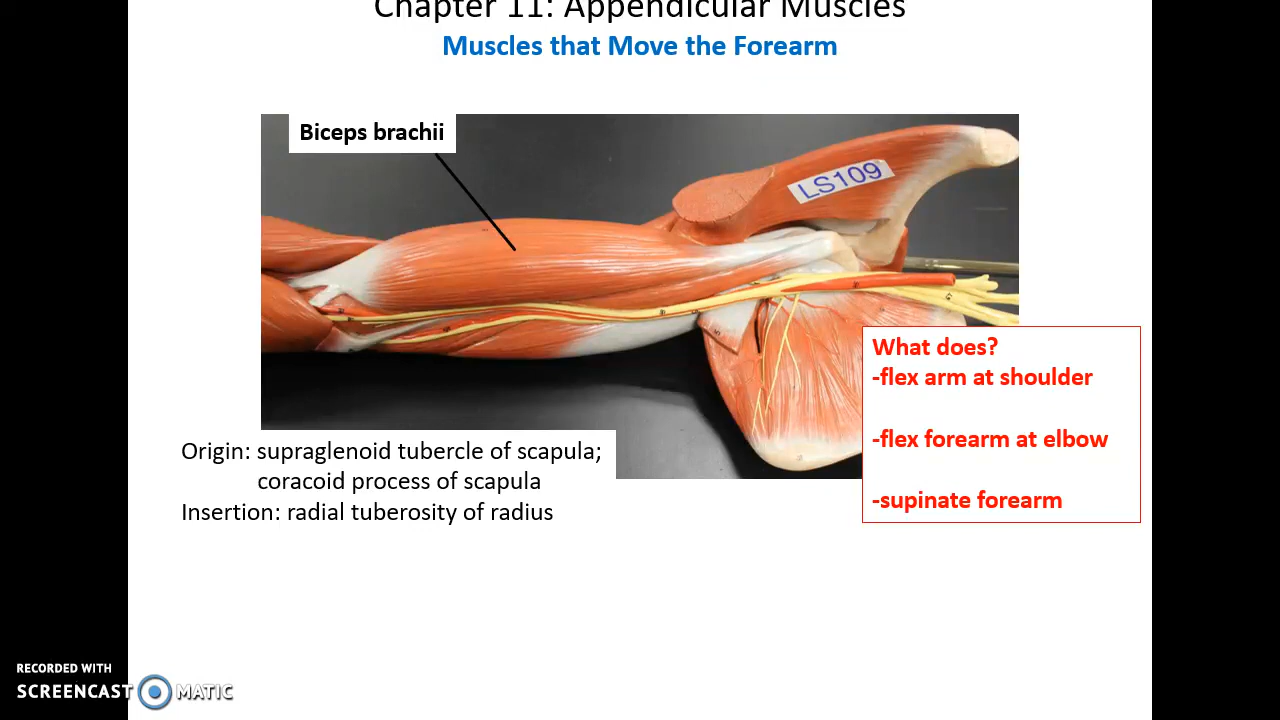 Chapter 11: Appendicular Muscles
Muscles that Move the Forearm
Biceps brachii
LS109
What does?
-flex arm at shoulder
-flex forearm at elbow
-supinate forearm
Origin: supraglenoid tubercle of scapula;
coracoid process of scapula
Insertion: radial tuberosity of radius
RECORDED WITH
SCREENCAST MATIC